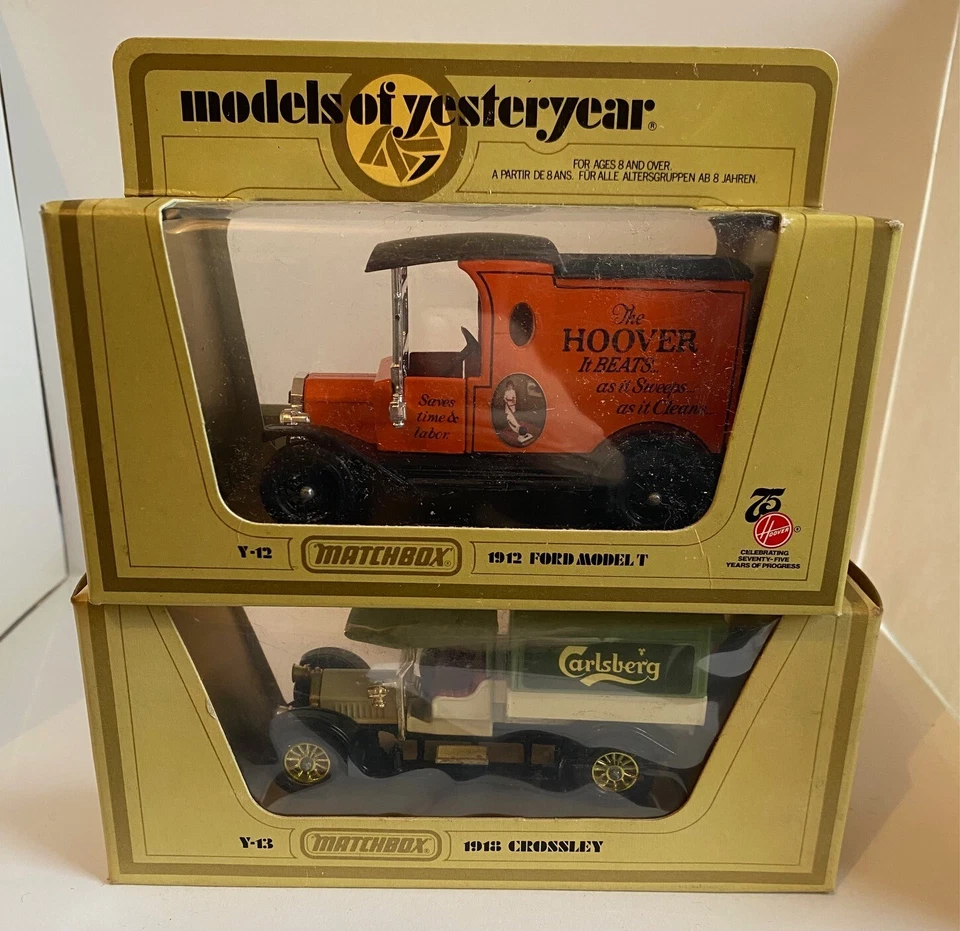 models of yesteryear®
FOR AGES 8 AND OVER.
A PARTIR DE 8 ANS. FÜR ALLE ALTERSGRUPPEN AB 8 JAHREN.
The
HOOVER
It BEATS...
as it Sweeps...
as it Cleans...
Saves
time &
labor.
75
HOOVER ®
CELEBRATING
SEVENTY-FIVE
YEARS OF PROGRESS
Y-12 MATCHBOX® 1912 FORD MODEL T
Carlsberg
Y-13 MATCHBOX® 1918 CROSSLEY